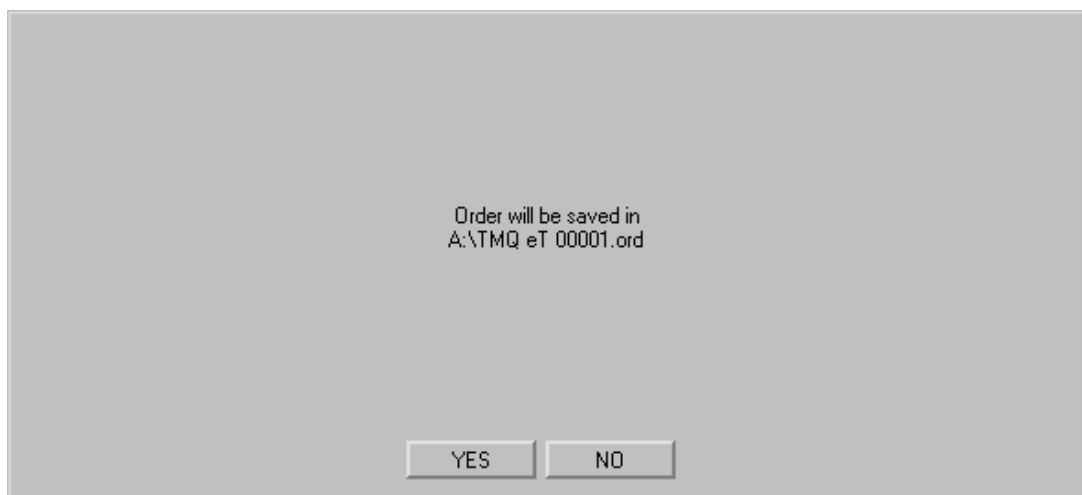 Order will be saved in
A:\TMQ eT 00001.ord
YES NO